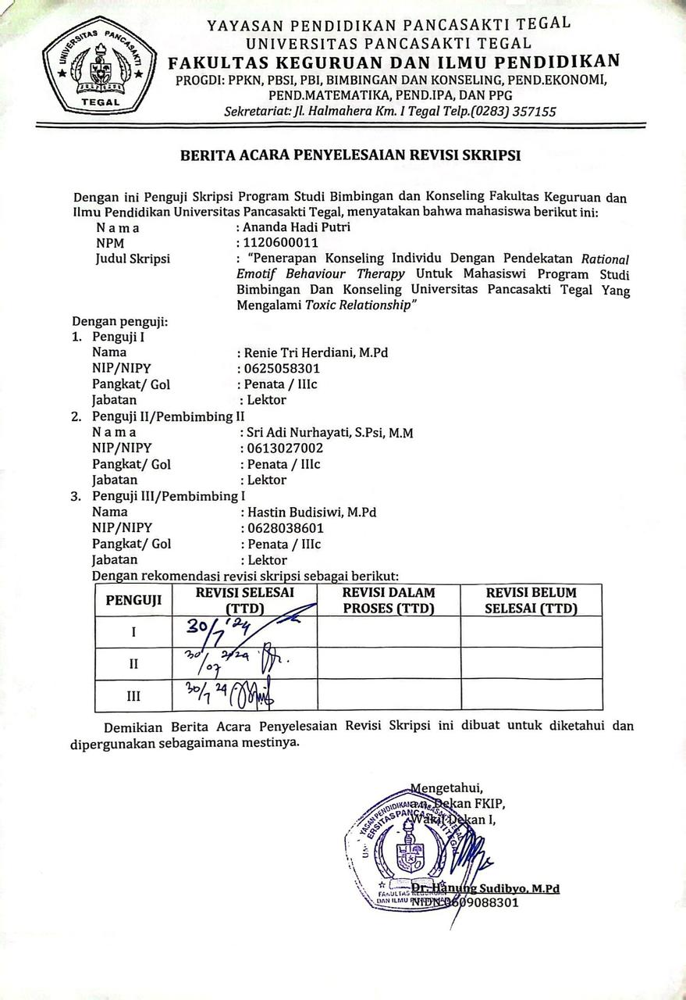 UNIVERSITAS PANCASAKTI
TEGAL
YAYASAN PENDIDIKAN PANCASAKTI TEGAL
UNIVERSITAS PANCASAKTI TEGAL
FAKULTAS KEGURUAN DAN ILMU PENDIDIKAN
PROGDI: PPKN, PBSI, PBI, BIMBINGAN DAN KONSELING, PEND.EKONOMI,
PEND.MATEMATIKA, PEND.IPA, DAN PPG
Sekretariat: Jl. Halmahera Km. I Tegal Telp.(0283) 357155
BERITA ACARA PENYELESAIAN REVISI SKRIPSI
Dengan ini Penguji Skripsi Program Studi Bimbingan dan Konseling Fakultas Keguruan dan
Ilmu Pendidikan Universitas Pancasakti Tegal, menyatakan bahwa mahasiswa berikut ini:
N a m a : Ananda Hadi Putri
NPM : 1120600011
Judul Skripsi : "Penerapan Konseling Individu Dengan Pendekatan Rational
Emotif Behaviour Therapy Untuk Mahasiswi Program Studi
Bimbingan Dan Konseling Universitas Pancasakti Tegal Yang
Mengalami Toxic Relationship"
Dengan penguji:
1. Penguji I
Nama : Renie Tri Herdiani, M.Pd
NIP/NIPY : 0625058301
Pangkat/ Gol : Penata / IIIc
Jabatan : Lektor
2. Penguji II/Pembimbing II
N a m a : Sri Adi Nurhayati, S.Psi, M.M
NIP/NIPY : 0613027002
Pangkat/ Gol : Penata / IIIc
Jabatan : Lektor
3. Penguji III/Pembimbing I
Nama : Hastin Budisiwi, M.Pd
NIP/NIPY : 0628038601
Pangkat/ Gol : Penata / IIIc
Jabatan : Lektor
Dengan rekomendasi revisi skripsi sebagai berikut:
PENGUJI REVISI SELESAI (TTD) REVISI DALAM PROSES (TTD) REVISI BELUM SELESAI (TTD)
I 30/7 '24
II 30/07 2024
III 30/7 24
Demikian Berita Acara Penyelesaian Revisi Skripsi ini dibuat untuk diketahui dan
dipergunakan sebagaimana mestinya.
Mengetahui,
a.n. Dekan FKIP,
Wakil Dekan I,
YASAN PENDIDIKAN PANCASAKTI TEGAL
ERSITAS PANCASAKTI TEGAL
FAKULTAS KEGURUAN
DAN ILMU PENDIDIKAN
Dr. Hanung Sudibyo, M.Pd
NIDN 0609088301